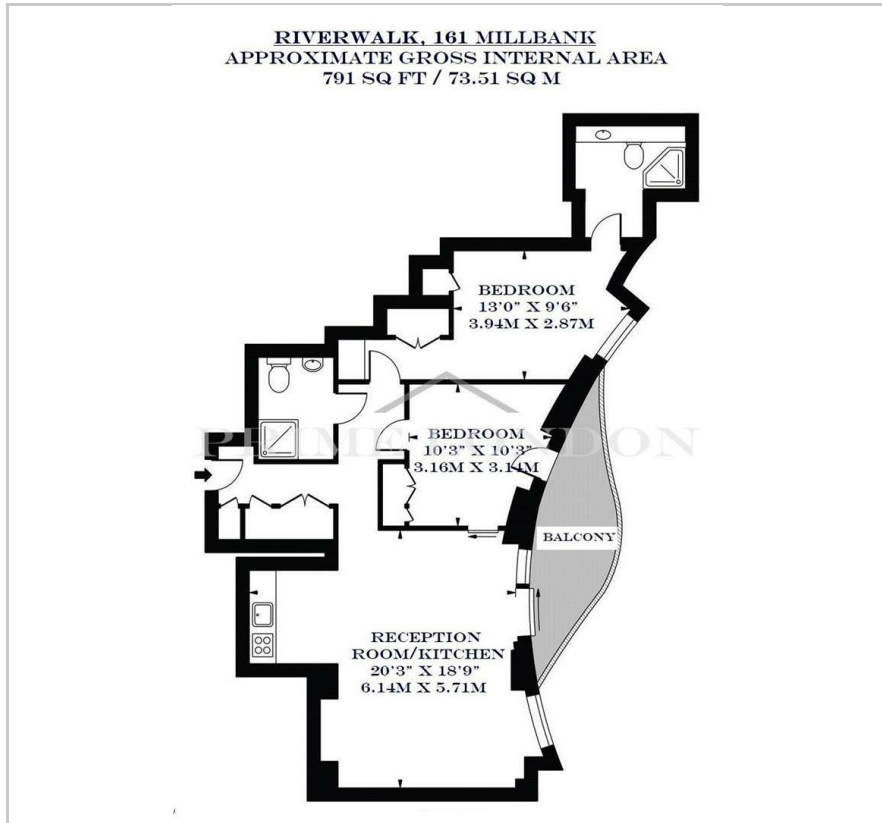 RIVERWALK, 161 MILLBANK
APPROXIMATE GROSS INTERNAL AREA
791 SQ FT / 73.51 SQ M
BEDROOM
13'0" X 9'6"
3.94M X 2.87M
PRIME LONDON
BEDROOM
10'3" X 10'3"
3.16M X 3.14M
BALCONY
RECEPTION
ROOM/KITCHEN
20'3" X 18'9"
6.14M X 5.71M